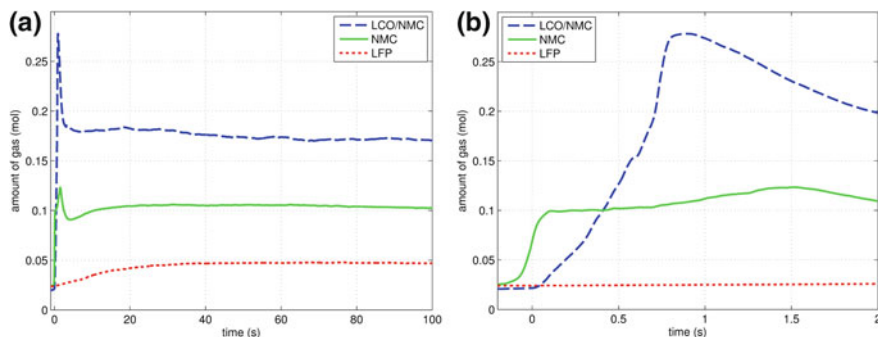 (a)
amount of gas (mol)
0.25
0.2
0.15
0.1
0.05
0
0
20
40
60
80
100
time (s)
LCO/NMC
NMC
LFP
(b)
amount of gas (mol)
0.25
0.2
0.15
0.1
0.05
0
0
0.5
1
1.5
2
time (s)
LCO/NMC
NMC
LFP